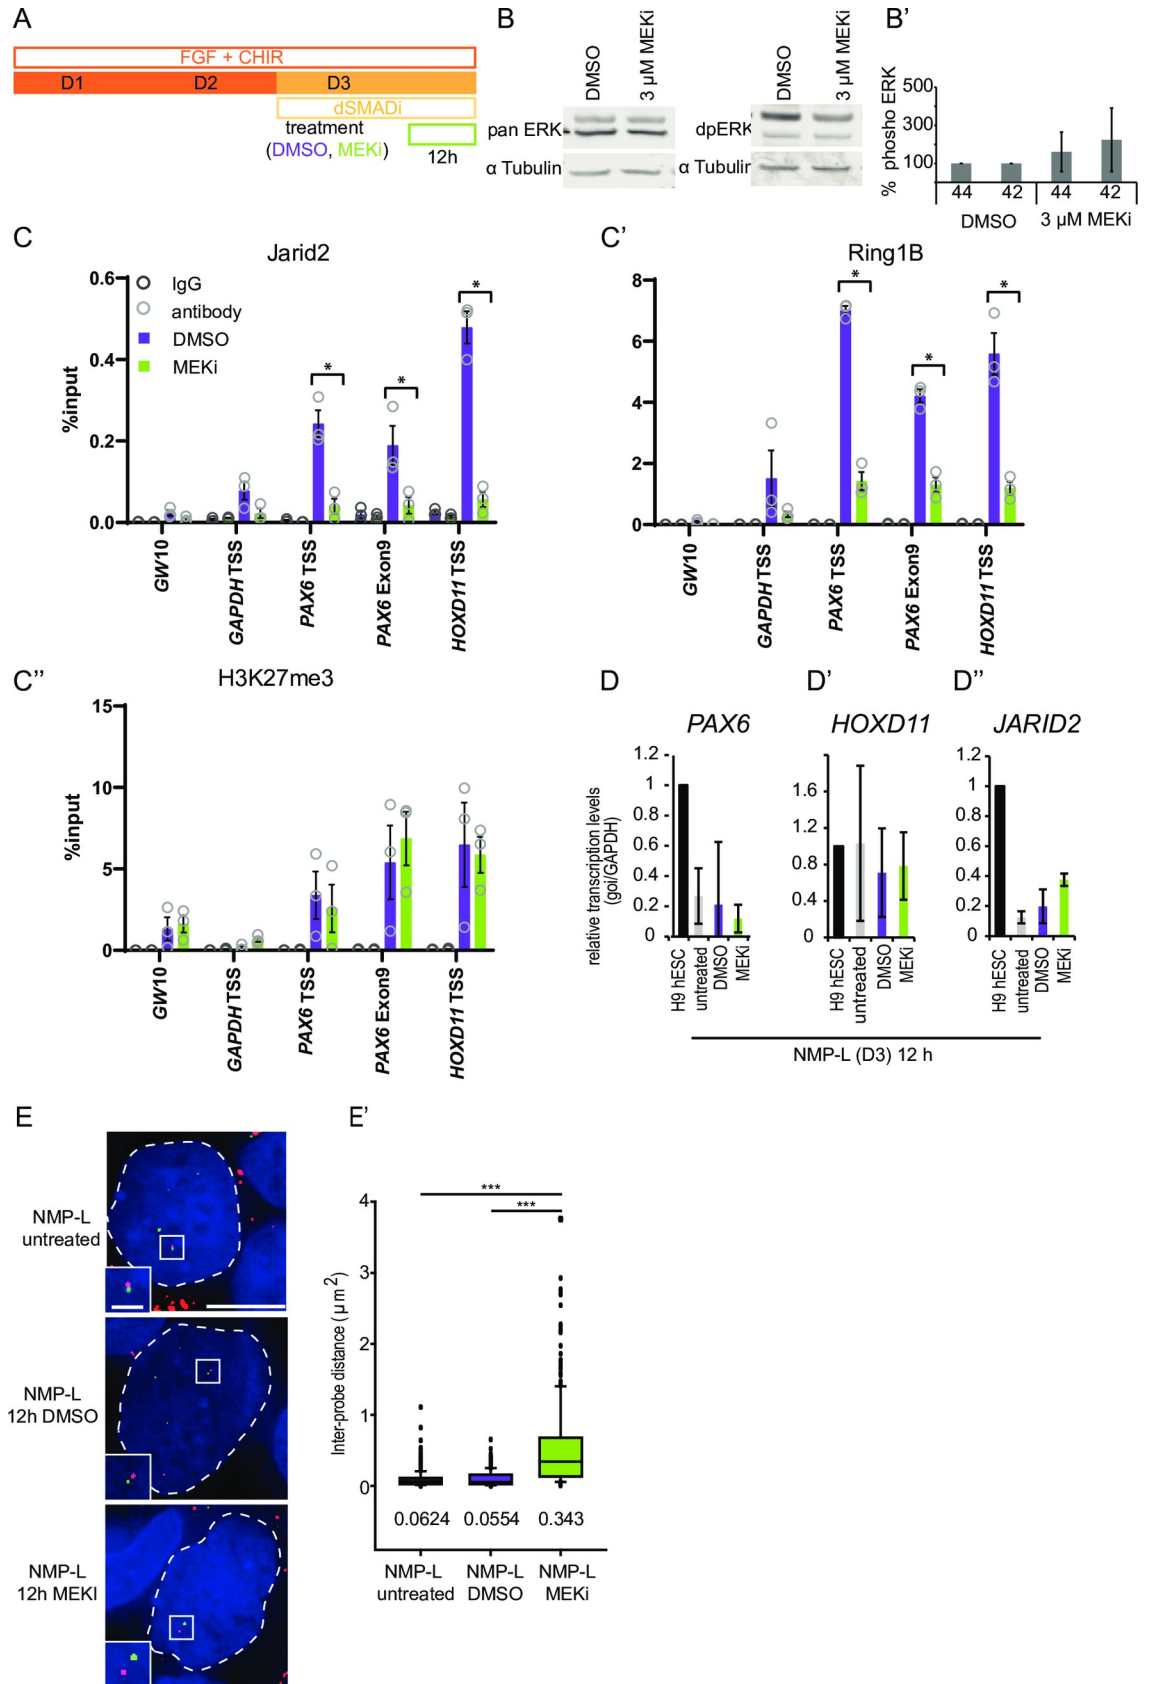 A
FGF + CHIR
D1 D2 D3
dSMADi
treatment
(DMSO, MEKi)
12h
B
DMSO
3 µM MEKi
DMSO
3 µM MEKi
pan ERK
dpERK
α Tubulin
α Tubulin
B’
% phospho ERK
500
300
100
44 42 44 42
DMSO 3 µM MEKi
C
Jarid2
%input
0.6
0.4
0.2
0.0
IgG
antibody
DMSO
MEKi
* * *
GW10
GAPDH TSS
PAX6 TSS
PAX6 Exon9
HOXD11 TSS
C’
Ring1B
8
6
4
2
0
* * *
GW10
GAPDH TSS
PAX6 TSS
PAX6 Exon9
HOXD11 TSS
C’’
H3K27me3
%input
15
10
5
0
GW10
GAPDH TSS
PAX6 TSS
PAX6 Exon9
HOXD11 TSS
D
PAX6
relative transcription levels
(goi/GAPDH)
1.2
1
0.8
0.6
0.4
0.2
0
H9 hESC
untreated
DMSO
MEKi
D’
HOXD11
1.6
1.2
0.8
0.4
0
H9 hESC
untreated
DMSO
MEKi
D’’
JARID2
1.2
1
0.8
0.6
0.4
0.2
0
H9 hESC
untreated
DMSO
MEKi
NMP-L (D3) 12 h
E
NMP-L
untreated
NMP-L
12h DMSO
NMP-L
12h MEKI
E’
Inter-probe distance (µm²)
4
3
2
1
0
***
***
0.0624 0.0554 0.343
NMP-L NMP-L NMP-L
untreated DMSO MEKi